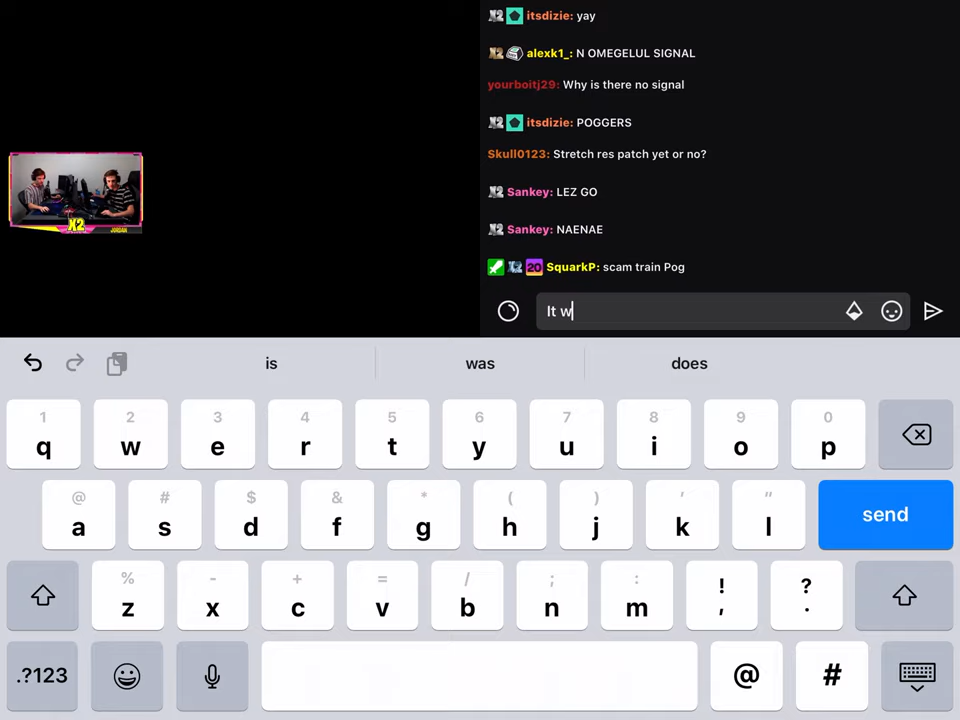 itsdizie: yay
alexk1_: N OMEGELUL SIGNAL
yourboitj29: Why is there no signal
itsdizie: POGGERS
Skull0123: Stretch res patch yet or no?
Sankey: LEZ GO
Sankey: NAENAE
20 SquarkP: scam train Pog
X2
JORDAN
It w
is was does
1 2 3 4 5 6 7 8 9 0
q w e r t y u i o p
@ # $ & * ( ) ' "
a s d f g h j k l send
% - + = / ; : ! ?
z x c v b n m , .
.?123 @ #